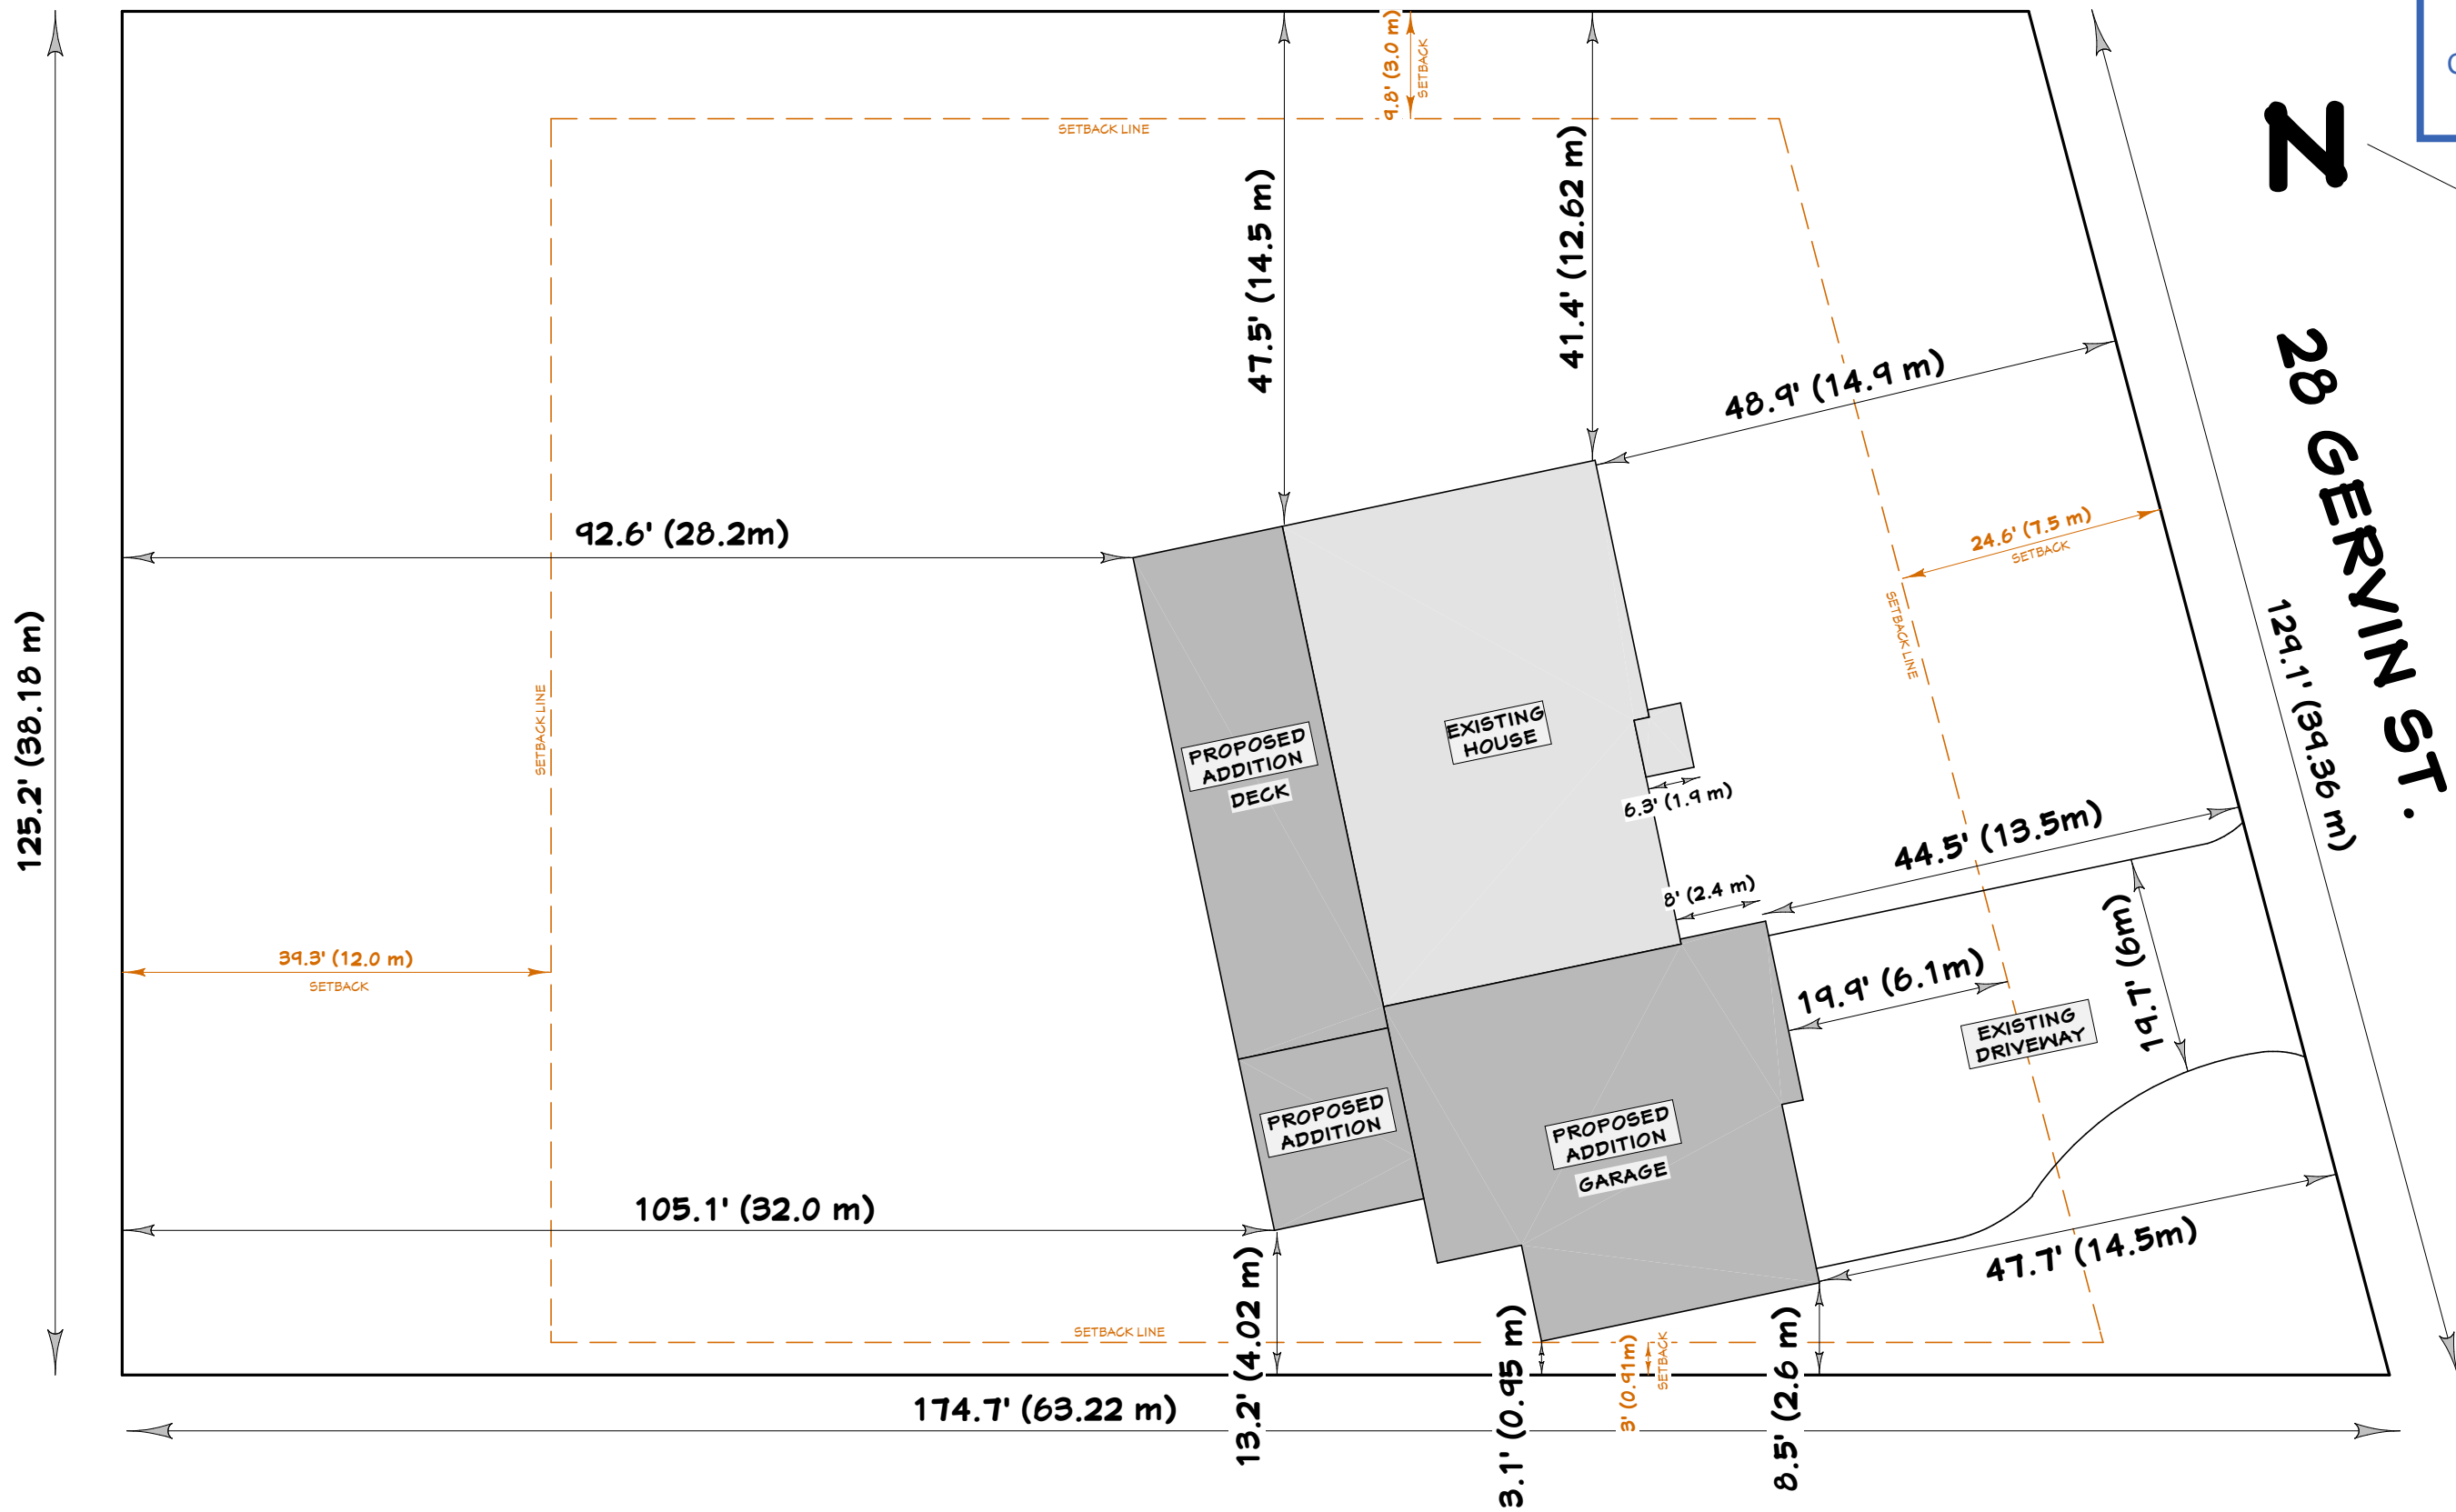 9.8' (3.0 m)
SETBACK
SETBACK LINE
N
47.5' (14.5 m)
41.4' (12.62 m)
48.9' (14.9 m)
28 GERVIN ST.
92.6' (28.2m)
24.6' (7.5 m)
SETBACK
SETBACK LINE
129.1' (39.36 m)
125.2' (38.18 m)
SETBACK LINE
PROPOSED
ADDITION
DECK
EXISTING
HOUSE
6.3' (1.9 m)
44.5' (13.5m)
8' (2.4 m)
39.3' (12.0 m)
SETBACK
19.9' (6.1m)
19.7' (6m)
EXISTING
DRIVEWAY
PROPOSED
ADDITION
PROPOSED
ADDITION
GARAGE
105.1' (32.0 m)
47.7' (14.5m)
SETBACK LINE
13.2' (4.02 m)
3.1' (0.95 m)
3' (0.91m)
SETBACK
8.5' (2.6 m)
174.7' (63.22 m)